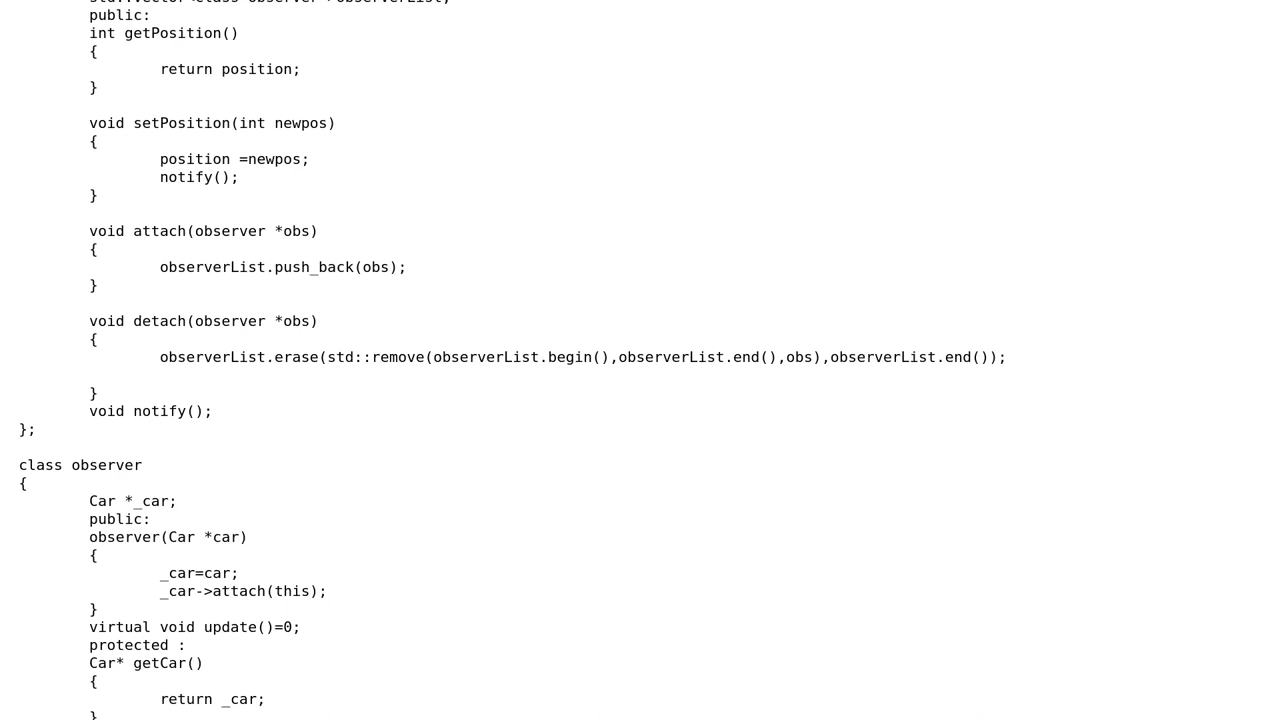 public:
int getPosition()
{
return position;
}
void setPosition(int newpos)
{
position =newpos;
notify();
}
void attach(observer *obs)
{
observerList.push_back(obs);
}
void detach(observer *obs)
{
observerList.erase(std::remove(observerList.begin(),observerList.end(),obs),observerList.end());
}
void notify();
};
class observer
{
Car *_car;
public:
observer(Car *car)
{
_car=car;
_car->attach(this);
}
virtual void update()=0;
protected :
Car* getCar()
{
return _car;
}